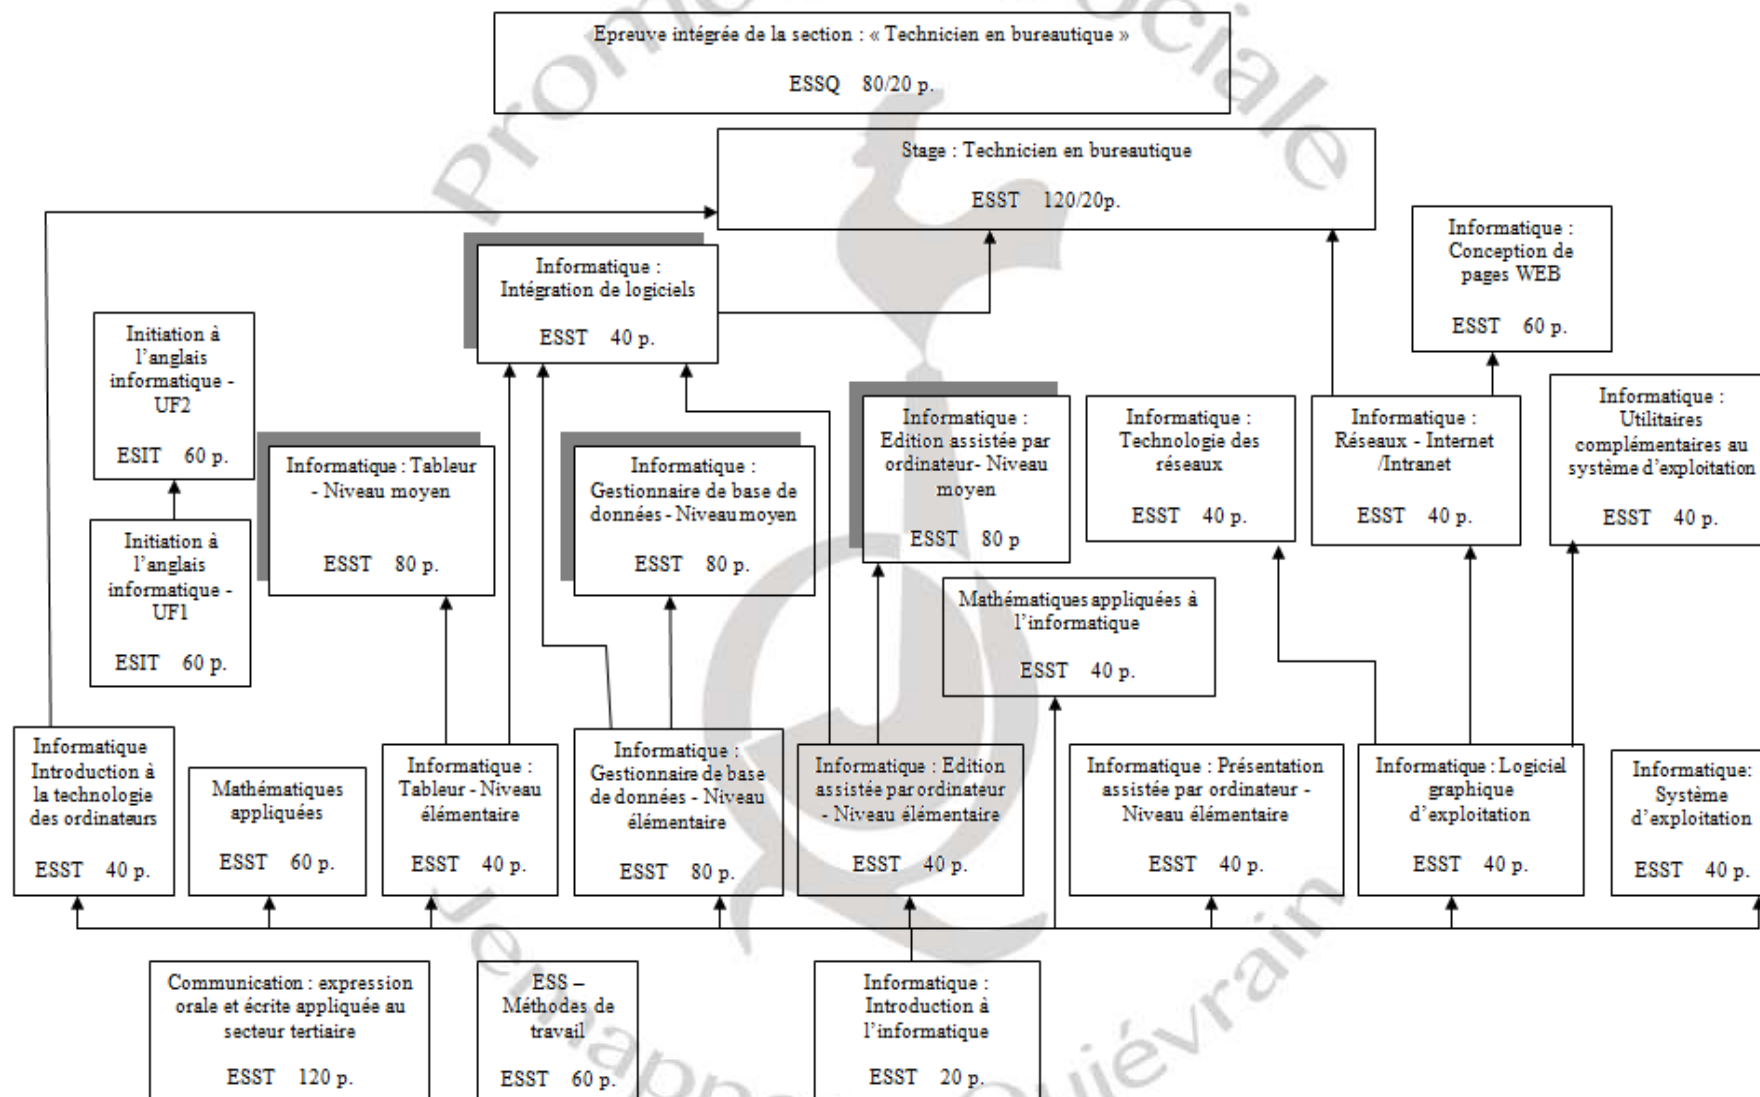 Promotion Sociale
Epreuve intégrée de la section : « Technicien en bureautique »
ESSQ 80/20 p.
Stage : Technicien en bureautique
ESST 120/20p.
Informatique :
Conception de
pages WEB
ESST 60 p.
Informatique :
Intégration de logiciels
ESST 40 p.
Initiation à
l'anglais
informatique -
UF2
ESIT 60 p.
Informatique : Tableur
- Niveau moyen
ESST 80 p.
Informatique :
Gestionnaire de base de
données - Niveau moyen
ESST 80 p.
Informatique :
Edition assistée par
ordinateur- Niveau
moyen
ESST 80 p
Informatique :
Technologie des
réseaux
ESST 40 p.
Informatique :
Réseaux - Internet
/Intranet
ESST 40 p.
Informatique :
Utilitaires
complémentaires au
système d'exploitation
ESST 40 p.
Initiation à
l'anglais
informatique -
UF1
ESIT 60 p.
Mathématiques appliquées à
l'informatique
ESST 40 p.
Informatique
Introduction à
la technologie
des ordinateurs
ESST 40 p.
Mathématiques
appliquées
ESST 60 p.
Informatique :
Tableur - Niveau
élémentaire
ESST 40 p.
Informatique :
Gestionnaire de base
de données - Niveau
élémentaire
ESST 80 p.
Informatique : Edition
assistée par ordinateur
- Niveau élémentaire
ESST 40 p.
Informatique : Présentation
assistée par ordinateur -
Niveau élémentaire
ESST 40 p.
Informatique : Logiciel
graphique
d'exploitation
ESST 40 p.
Informatique:
Système
d'exploitation
ESST 40 p.
Communication : expression
orale et écrite appliquée au
secteur tertiaire
ESST 120 p.
ESS –
Méthodes de
travail
ESST 60 p.
Informatique :
Introduction à
l'informatique
ESST 20 p.
Quiévrain